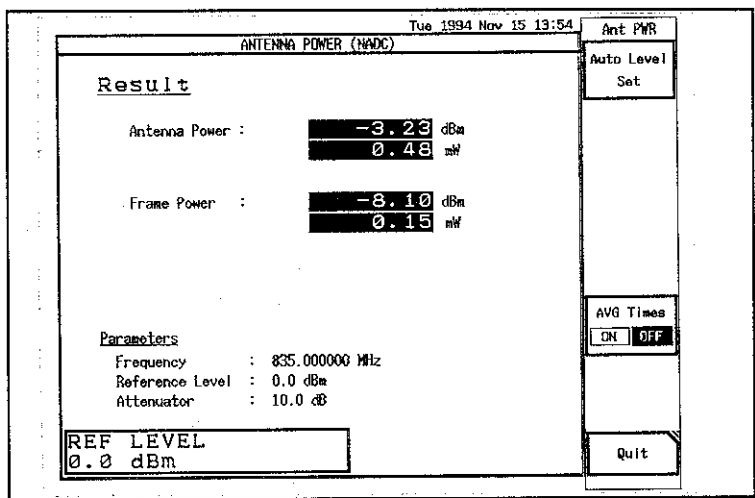 Tue 1994 Nov 15 13:54
ANTENNA POWER (NADC)
Result
Antenna Power : -3.23 dBm
0.48 mW
Frame Power : -8.10 dBm
0.15 mW
Parameters
Frequency : 835.000000 MHz
Reference Level : 0.0 dBm
Attenuator : 10.0 dB
REF LEVEL
0.0 dBm
Ant PWR
Auto Level
Set
AVG Times
ON OFF
Quit